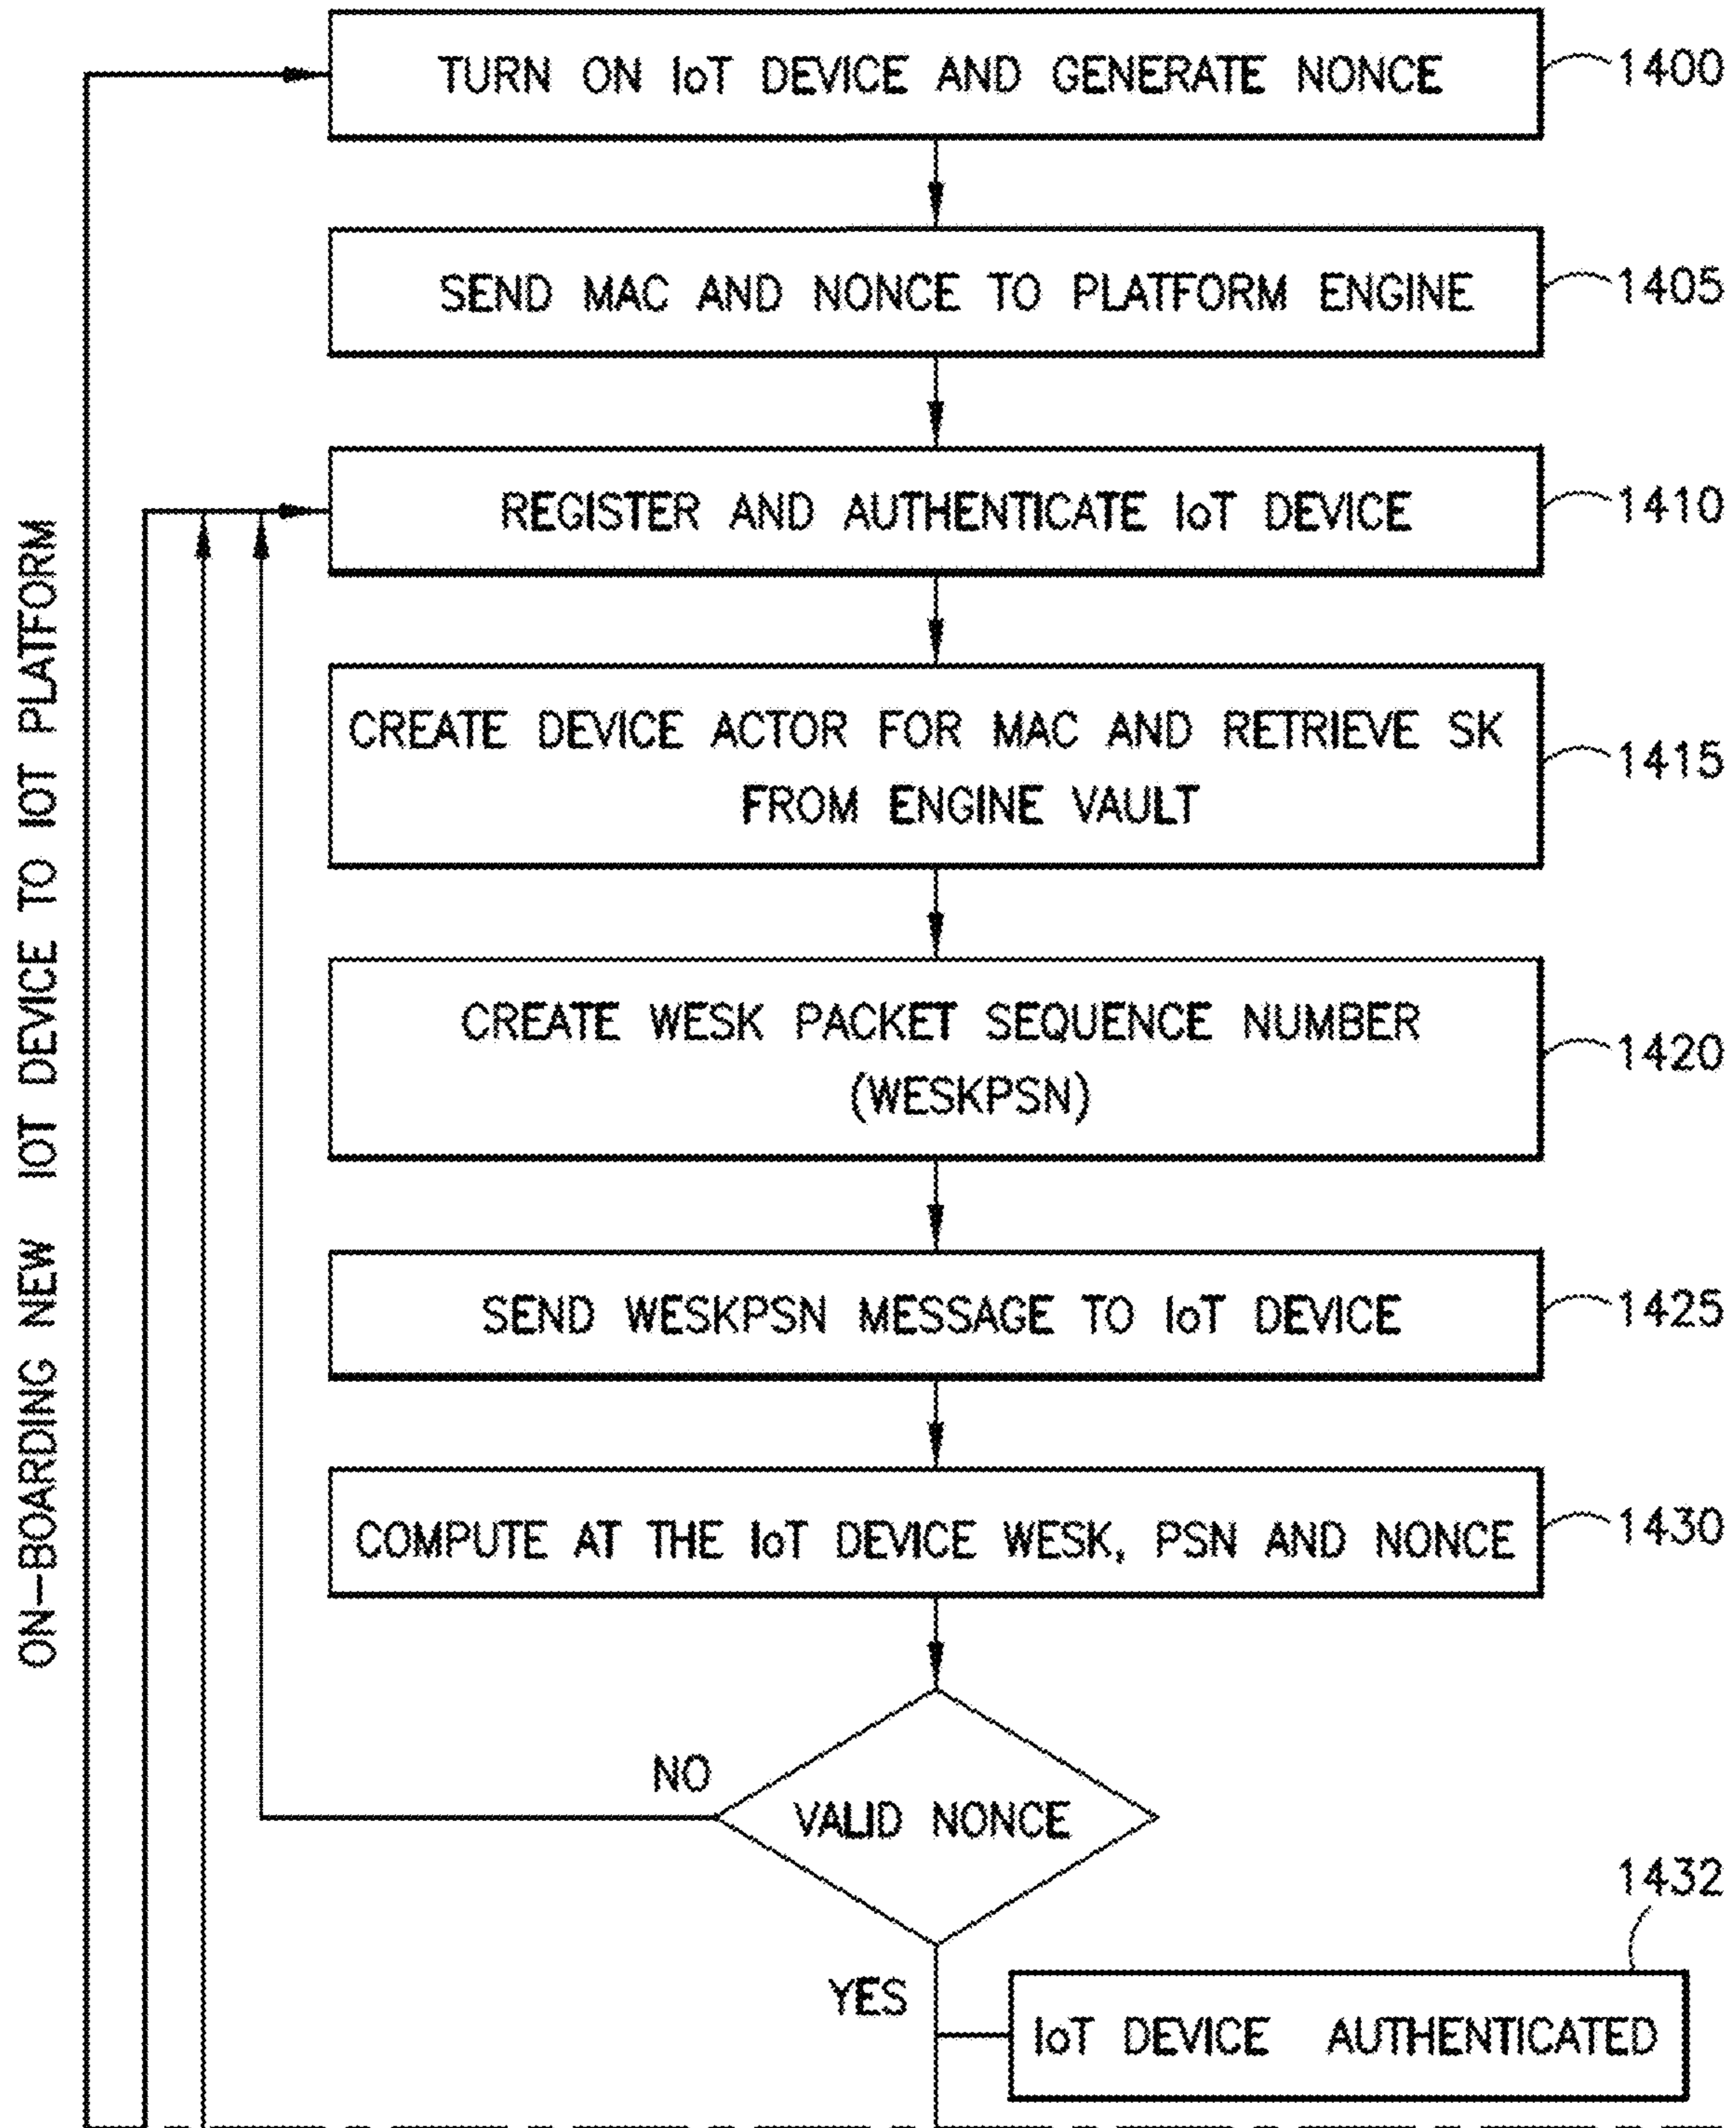 TURN ON IoT DEVICE AND GENERATE NONCE
1400
SEND MAC AND NONCE TO PLATFORM ENGINE
1405
REGISTER AND AUTHENTICATE IoT DEVICE
1410
CREATE DEVICE ACTOR FOR MAC AND RETRIEVE SK
FROM ENGINE VAULT
1415
CREATE WESK PACKET SEQUENCE NUMBER
(WESKPSN)
1420
SEND WESKPSN MESSAGE TO IoT DEVICE
1425
COMPUTE AT THE IoT DEVICE WESK, PSN AND NONCE
1430
VALID NONCE
NO
YES
1432
IoT DEVICE AUTHENTICATED
ON-BOARDING NEW IOT DEVICE TO IOT PLATFORM